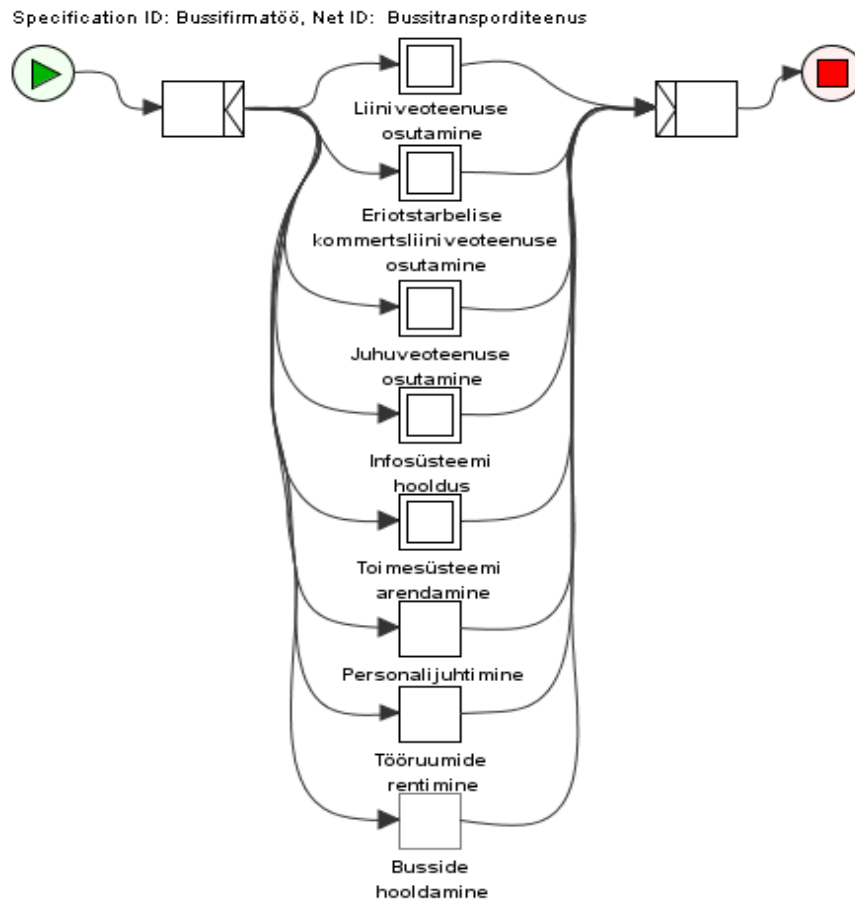 Specification ID: Bussifirmatöö, Net ID: Bussitransporditeenus
Liiniveoteenuse
osutamine
Eriotstarbelise
kommertsliiniveoteenuse
osutamine
Juhuveoteenuse
osutamine
Infosüsteemi
hooldus
Toimesüsteemi
arendamine
Personalijuhtimine
Tööruumide
rentimine
Busside
hooldamine